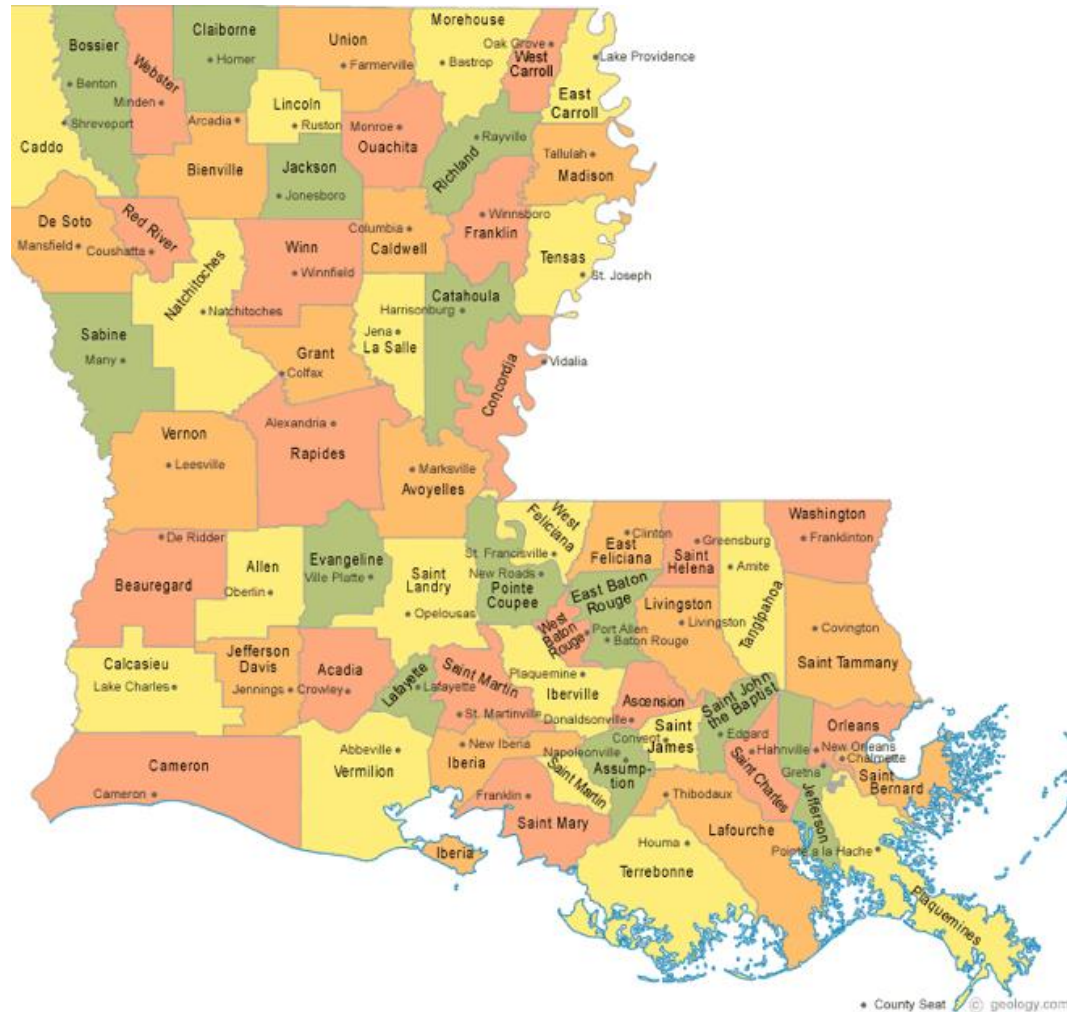 Morehouse
Claiborne
Union
Bossier
Oak Grove
West
Carroll
Lake Providence
Homer
Farmerville
Bastrop
Webster
Benton
East
Carroll
Lincoln
Minden
Shreveport
Arcadia
Ruston
Monroe
Rayville
Caddo
Ouachita
Tallulah
Bienville
Jackson
Richland
Madison
Jonesboro
De Soto
Red River
Winnsboro
Columbia
Franklin
Mansfield
Coushatta
Winn
Caldwell
Tensas
Winnfield
St. Joseph
Natchitoches
Catahoula
Natchitoches
Harrisonburg
Sabine
Jena
La Salle
Many
Grant
Vidalia
Colfax
Concordia
Alexandria
Vernon
Rapides
Leesville
Marksville
Avoyelles
West
Feliciana
Washington
De Ridder
Clinton
East
Feliciana
Greensburg
Franklinton
Evangeline
St. Francisville
Saint
Helena
Allen
Amite
Beauregard
Ville Platte
Saint
Landry
New Roads
Pointe
Coupee
East Baton
Rouge
Oberlin
Livingston
Opelousas
Livingston
Tangipahoa
Port Allen
West
Baton
Rouge
Baton Rouge
Covington
Jefferson
Davis
Calcasieu
Acadia
Saint Martin
Saint Tammany
Lafayette
Plaquemine
Lake Charles
Jennings
Crowley
Lafayette
Iberville
Ascension
Saint John
the Baptist
St. Martinville
Donaldsonville
Saint
James
Orleans
Convent
Edgard
Abbeville
New Iberia
Napoleonville
Hahnville
New Orleans
Cameron
Vermilion
Iberia
Assump-
tion
Chalmette
Gretna
Saint Martin
Saint Charles
Saint
Bernard
Cameron
Franklin
Thibodaux
Jefferson
Saint Mary
Lafourche
Houma
Pointe a la Hache
Iberia
Terrebonne
Plaquemines
County Seat © geology.com